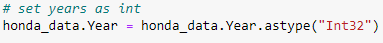 # set years as int
honda_data.Year = honda_data.Year.astype("Int32")